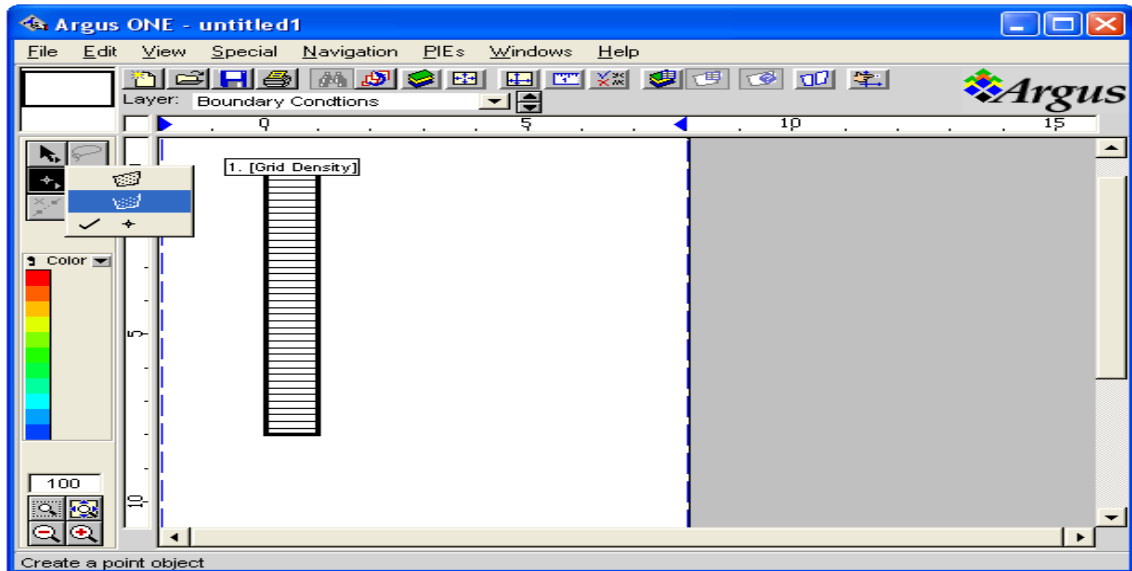 Argus ONE - untitled1
File Edit View Special Navigation PIEs Windows Help
Layer: Boundary Condtions
Argus
0 5 10 15
1. [Grid Density]
Color
5
10
100
Create a point object